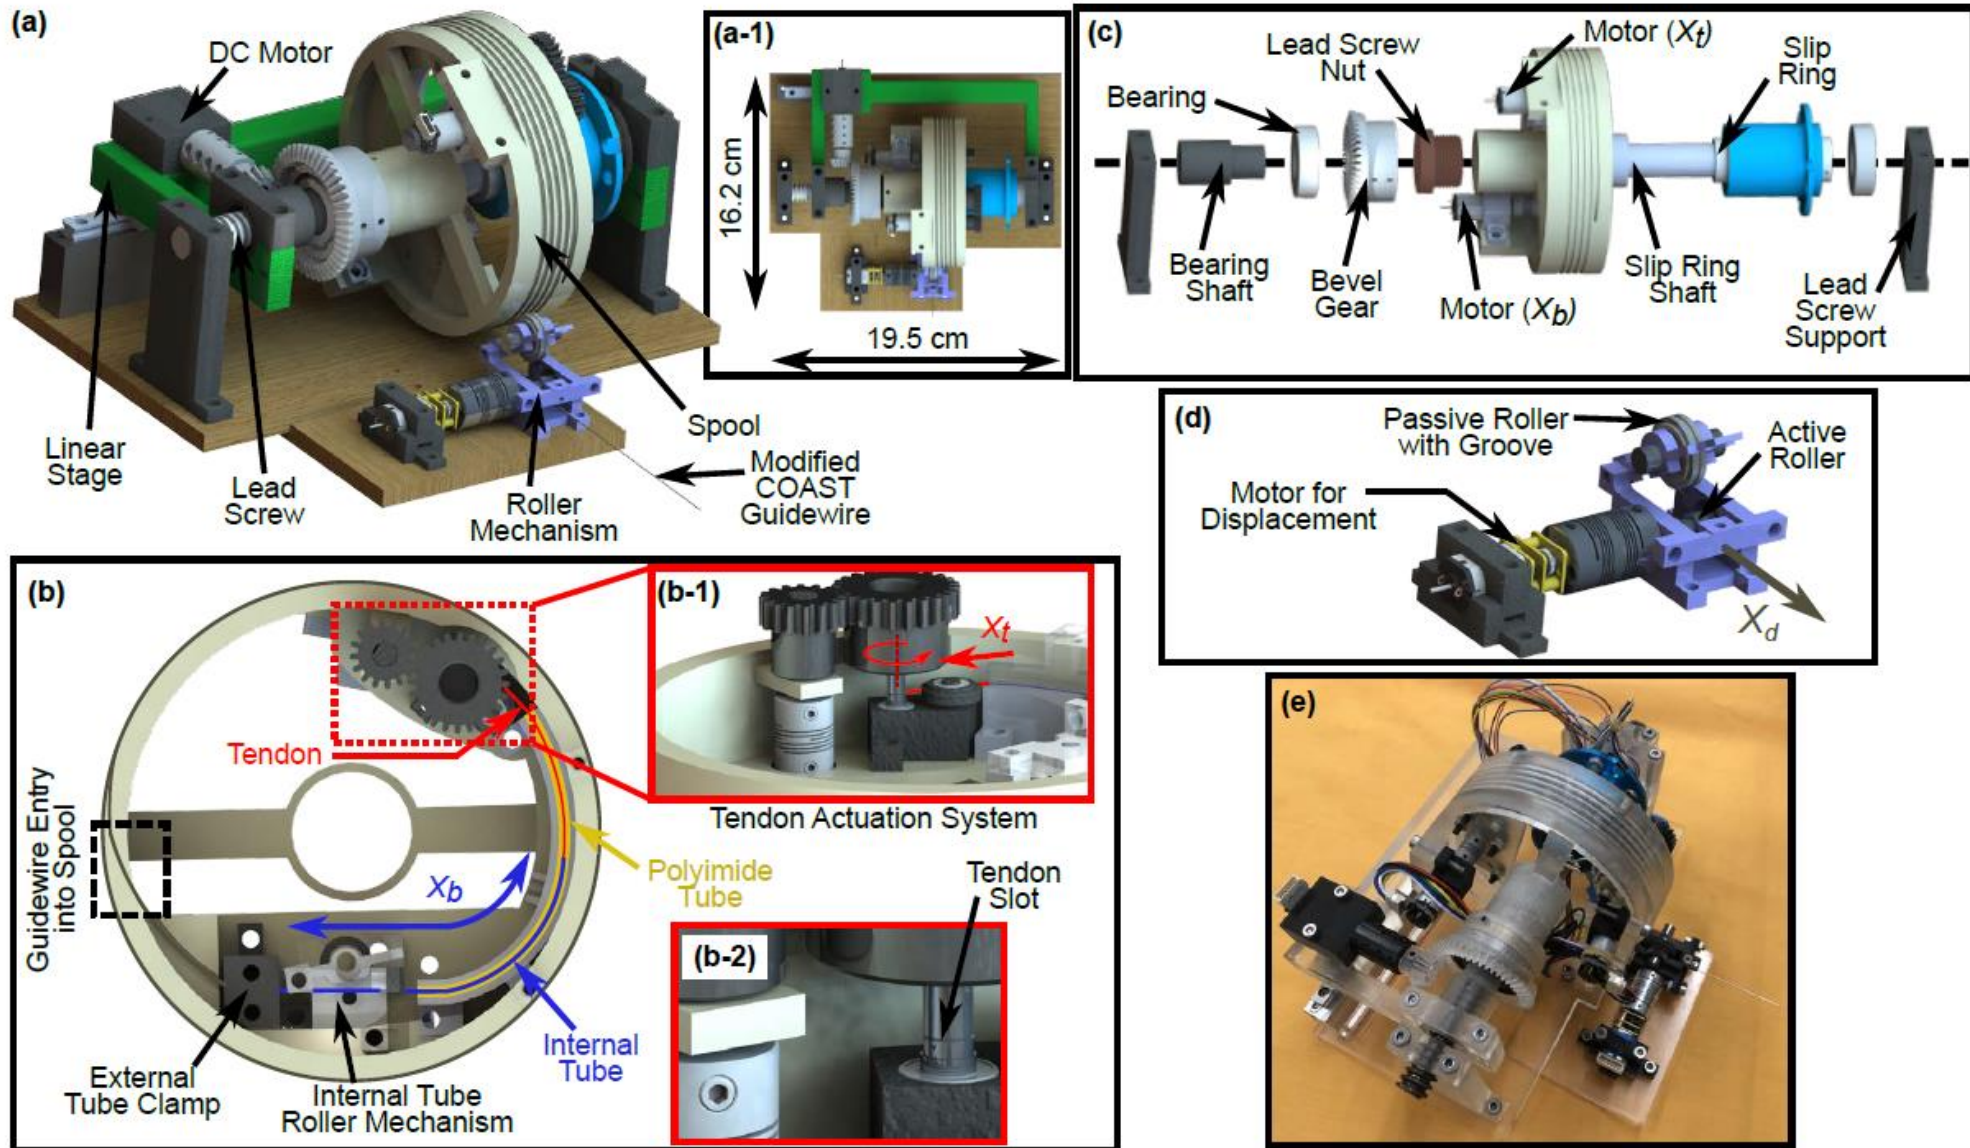 (a)
DC Motor
Linear
Stage
Lead
Screw
Roller
Mechanism
Spool
Modified
COAST
Guidewire
(a-1)
16.2 cm
19.5 cm
(c)
Bearing
Lead Screw
Nut
Motor (Xt)
Slip
Ring
Bearing
Shaft
Bevel
Gear
Motor (Xb)
Slip Ring
Shaft
Lead
Screw
Support
(d)
Passive Roller
with Groove
Active
Roller
Motor for
Displacement
Xd
(b)
Tendon
Guidewire Entry
into Spool
Xb
Polyimide
Tube
Internal
Tube
External
Tube Clamp
Internal Tube
Roller Mechanism
(b-1)
Xt
Tendon Actuation System
Tendon
Slot
(b-2)
(e)